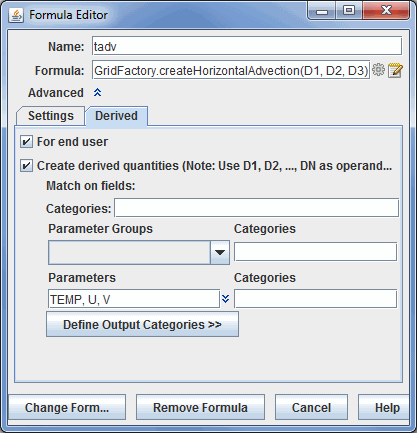 Formula Editor
Name: tadv
Formula: GridFactory.createHorizontalAdvection(D1, D2, D3)
Advanced
Settings Derived
For end user
Create derived quantities (Note: Use D1, D2, ..., DN as operand...
Match on fields:
Categories:
Parameter Groups Categories
Parameters Categories
TEMP, U, V
Define Output Categories >>
Change Form... Remove Formula Cancel Help